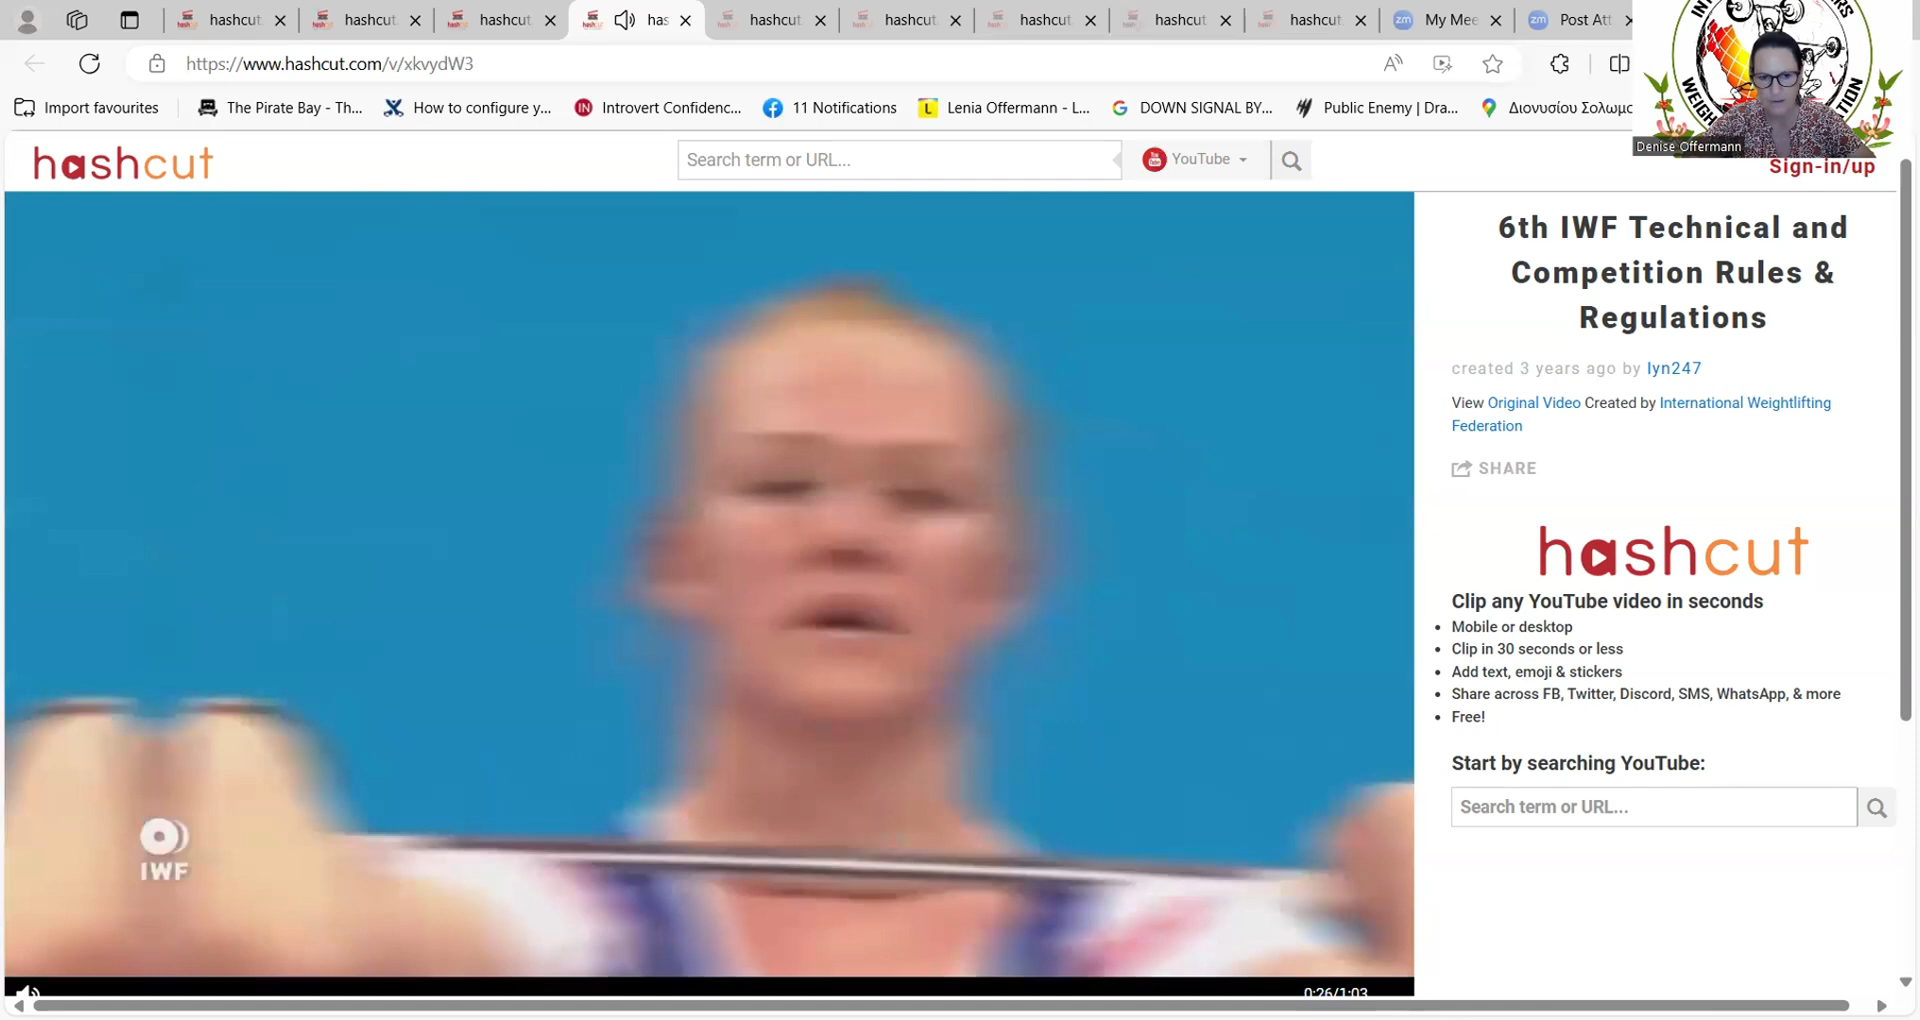 hashcut
hashcut
hashcut
has
hashcut
hashcut
hashcut
hashcut
hashcut
zm
My Mee
zm
Post Att
https://www.hashcut.com/v/xkvydW3
Import favourites
The Pirate Bay - Th...
How to configure y...
IN
Introvert Confidenc...
11 Notifications
L
Lenia Offermann - L...
G
DOWN SIGNAL BY...
Public Enemy | Dra...
Διονυσίου Σολωμο
Denise Offermann
hashcut
Search term or URL...
YouTube
Sign-in/up
6th IWF Technical and
Competition Rules &
Regulations
created 3 years ago by lyn247
View Original Video Created by International Weightlifting
Federation
SHARE
hashcut
Clip any YouTube video in seconds
Mobile or desktop
Clip in 30 seconds or less
Add text, emoji & stickers
Share across FB, Twitter, Discord, SMS, WhatsApp, & more
Free!
Start by searching YouTube:
Search term or URL...
IWF
0:26/1:03